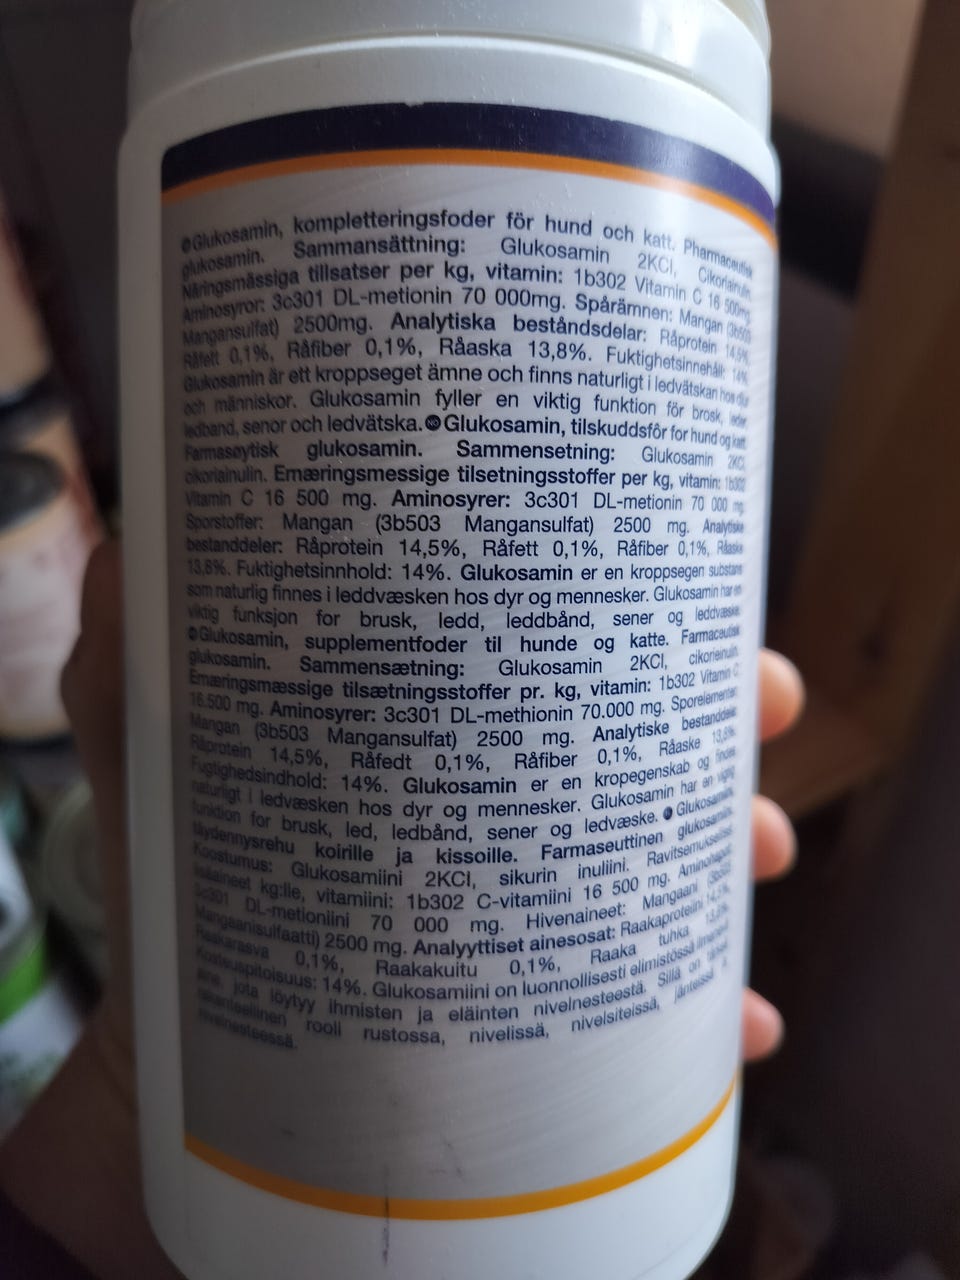 Glukosamin, kompletteringsfoder för hund och katt. Pharmaceutisk
glukosamin. Sammansättning: Glukosamin 2KCl, Cikoriainulin.
Näringsmässiga tillsatser per kg, vitamin: 1b302 Vitamin C 16 500mg.
Aminosyror: 3c301 DL-metionin 70 000mg. Spårämnen: Mangan (3b503
Mangansulfat) 2500mg. Analytiska beståndsdelar: Råprotein 14,5%,
Råfett 0,1%, Råfiber 0,1%, Råaska 13,8%. Fuktighetsinnehåll: 14%.
Glukosamin är ett kroppseget ämne och finns naturligt i ledvätskan hos djur
och människor. Glukosamin fyller en viktig funktion för brosk, leder,
ledband, senor och ledvätska. NO Glukosamin, tilskuddsfôr for hund og katt.
Farmasøytisk glukosamin. Sammensetning: Glukosamin 2KCl,
cikoriainulin. Ernæringsmessige tilsetningsstoffer per kg, vitamin: 1b302
Vitamin C 16 500 mg. Aminosyrer: 3c301 DL-metionin 70 000 mg.
Sporstoffer: Mangan (3b503 Mangansulfat) 2500 mg. Analytiske
bestanddeler: Råprotein 14,5%, Råfett 0,1%, Råfiber 0,1%, Råaske
13,8%. Fuktighetsinnhold: 14%. Glukosamin er en kroppsegen substans
som naturlig finnes i leddvæsken hos dyr og mennesker. Glukosamin har en
viktig funksjon for brusk, ledd, leddbånd, sener og leddvæske.
Glukosamin, supplementfoder til hunde og katte. Farmaceutisk
glukosamin. Sammensætning: Glukosamin 2KCl, cikorieinulin.
Ernæringsmæssige tilsætningsstoffer pr. kg, vitamin: 1b302 Vitamin C
16.500 mg. Aminosyrer: 3c301 DL-methionin 70.000 mg. Sporelementer:
Mangan (3b503 Mangansulfat) 2500 mg. Analytiske bestanddele:
Råprotein 14,5%, Råfedt 0,1%, Råfiber 0,1%, Råaske 13,8%.
Fugtighedsindhold: 14%. Glukosamin er en kropegenskab og findes
naturligt i ledvæsken hos dyr og mennesker. Glukosamin har en vigtig
funktion for brusk, led, ledbånd, sener og ledvæske. Glukosamin,
täydennysrehu koirille ja kissoille. Farmaseuttinen glukosamin.
Koostumus: Glukosamiini 2KCl, sikurin inuliini. Ravitsemukselliset
lisäaineet kg:lle, vitamiini: 1b302 C-vitamiini 16 500 mg. Aminohapot:
3c301 DL-metioniini 70 000 mg. Hivenaineet: Mangaani (3b503
Mangaanisulfaatti) 2500 mg. Analyyttiset ainesosat: Raakaproteiini 14,5%,
Raakarasva 0,1%, Raakakuitu 0,1%, Raaka tuhka 13,8%.
Kosteuspitoisuus: 14%. Glukosamiini on luonnollisesti elimistössä ilmenevä
aine, jota löytyy ihmisten ja eläinten nivelnesteestä. Sillä on tärkeä
rakenteellinen rooli rustossa, nivelissä, nivelsiteissä, jänteissä ja
nivelnesteessä.